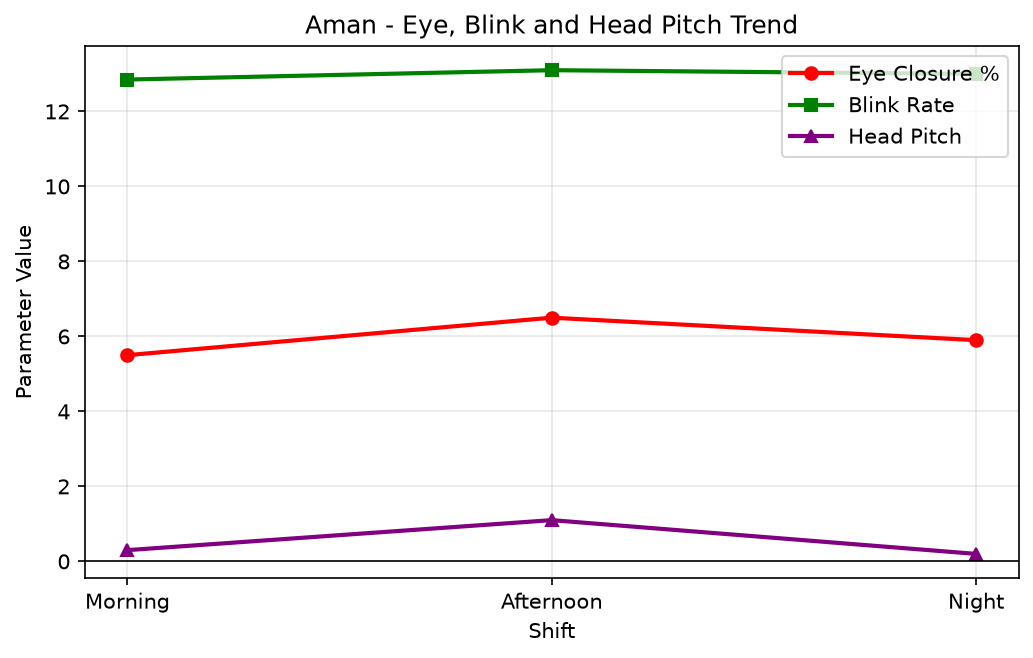 Aman - Eye, Blink and Head Pitch Trend
Eye Closure %
Blink Rate
Head Pitch
12
10
8
6
4
2
0
Parameter Value
Morning Afternoon Night
Shift